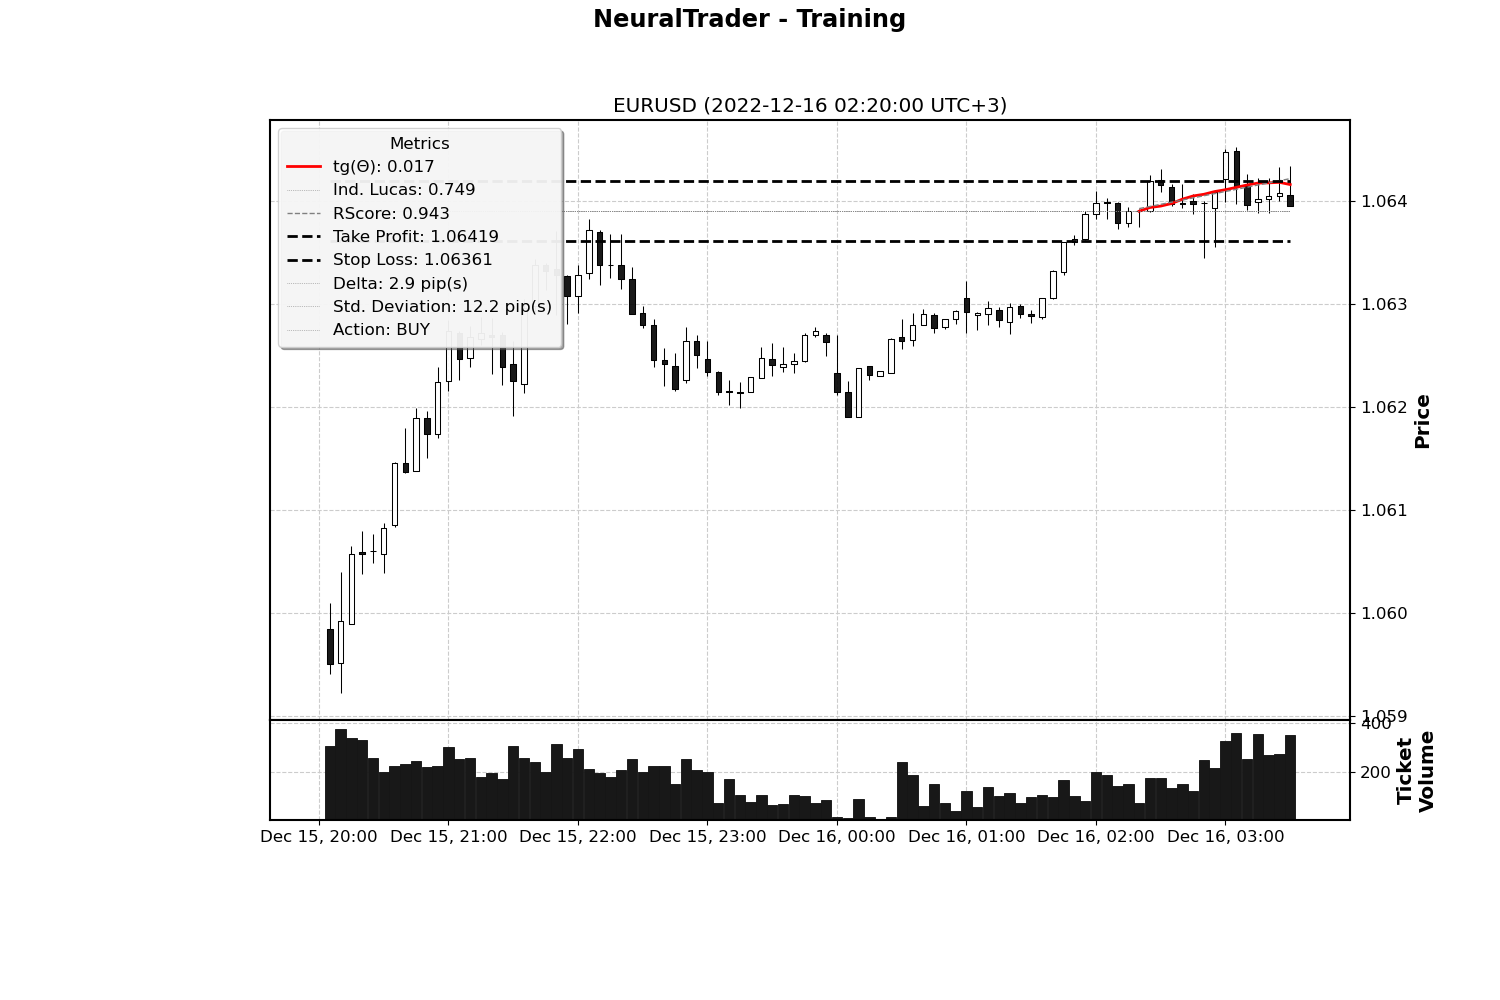 NeuralTrader - Training
EURUSD (2022-12-16 02:20:00 UTC+3)
Metrics
tg(Θ): 0.017
Ind. Lucas: 0.749
RScore: 0.943
Take Profit: 1.06419
Stop Loss: 1.06361
Delta: 2.9 pip(s)
Std. Deviation: 12.2 pip(s)
Action: BUY
1.064
1.063
1.062
1.061
1.060
1.059
Price
400
200
Ticket
Volume
Dec 15, 20:00 Dec 15, 21:00 Dec 15, 22:00 Dec 15, 23:00 Dec 16, 00:00 Dec 16, 01:00 Dec 16, 02:00 Dec 16, 03:00